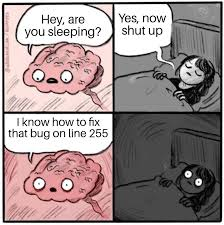 Hey, are
you sleeping?
Yes, now
shut up
I know how to fix
that bug on line 255